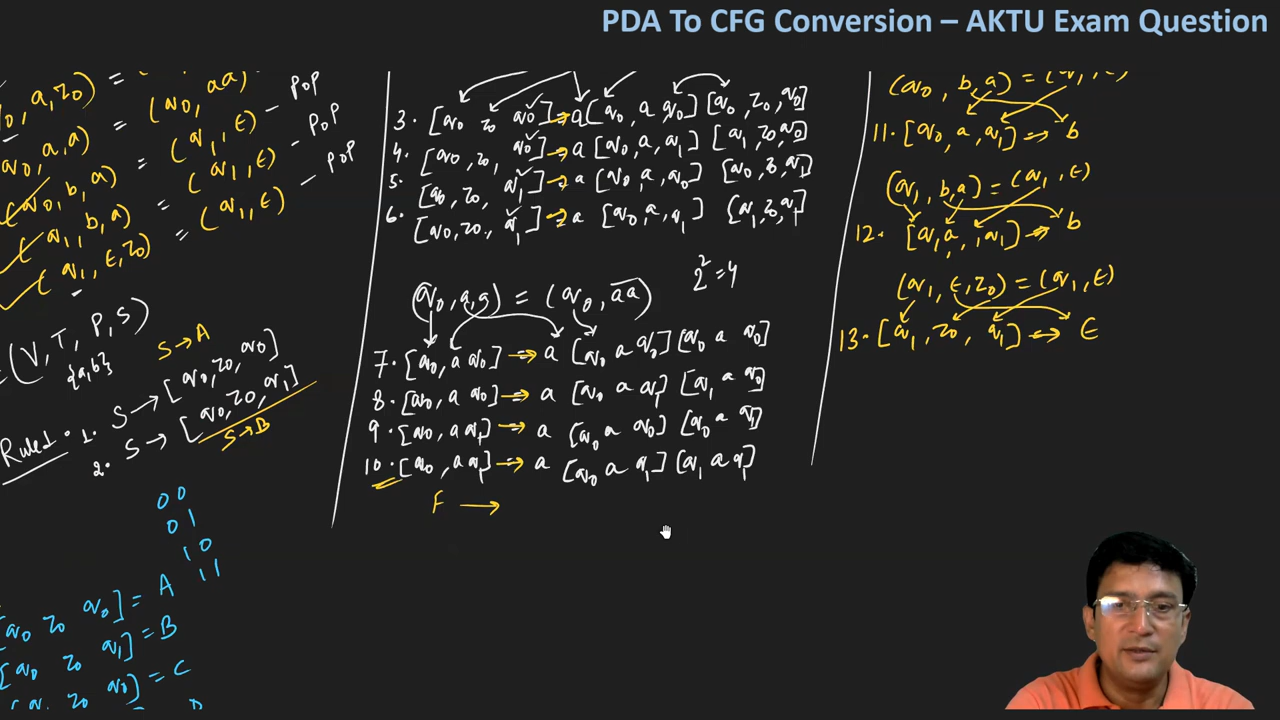 PDA To CFG Conversion – AKTU Exam Question
, a, z0) =
(q0, aa)
q0, a, a) =
(q1, ε) – POP
(q0, b, a) =
(q1, ε) – POP
(q1, b, a) =
(q1, ε) – POP
(q1, ε, z0) =
(V, T, P, S)
{a, b}
S → A
Rule1. 1. S → [q0, z0, q0]
2. S → [q0, z0, q1]
S → B
00
01
10
11
q0 z0 q0] = A
[q0 z0 q1] = B
z0 q0] = C
3. [q0 z0 q0] → a [q0, a, q0] [q0, z0, q0]
4. [q0, z0, q0] → a [q0, a, q1] [q1, z0, q0]
5. [q0, z0, q1] → a [q0, a, q0] [q0, z0, q1]
6. [q0, z0, q1] → a [q0, a, q1] [q1, z0, q1]
2² = 4
(q0, a, a) = (q0, aa)
7. [q0, a q0] → a [q0 a q0] [q0 a q0]
8. [q0, a q0] → a [q0 a q1] [q1 a q0]
9. [q0, a q1] → a [q0 a q0] [q0 a q1]
10. [q0, a q1] → a [q0 a q1] [q1 a q1]
F →
(q0, b, a) = (q1, ε)
11. [q0, a, q1] → b
(q1, b, a) = (q1, ε)
12. [q1, a, q1] → b
(q1, ε, z0) = (q1, ε)
13. [q1, z0, q1] → ε